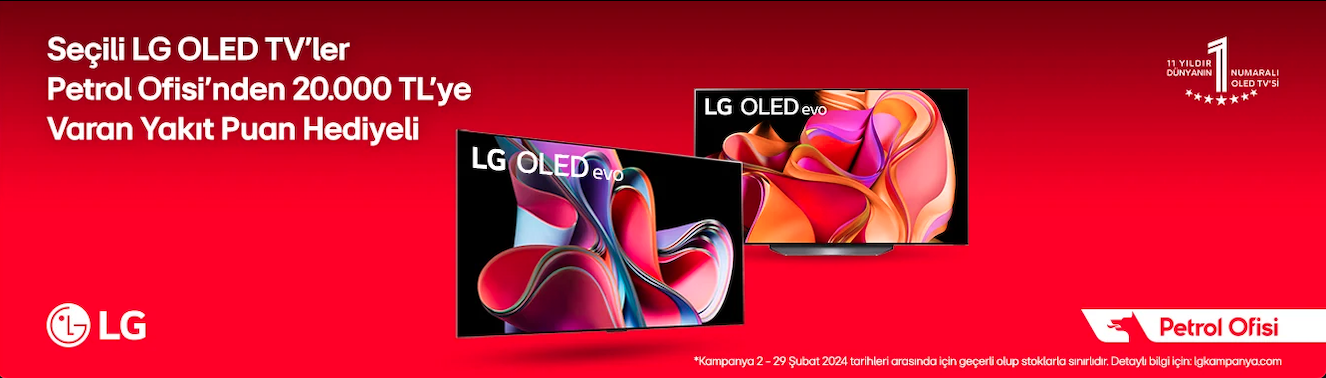 Seçili LG OLED TV’ler
Petrol Ofisi’nden 20.000 TL’ye
Varan Yakıt Puan Hediyeli
11 YILDIR
DÜNYANIN
1
NUMARALI
OLED TV'Sİ
LG OLED evo
LG OLED evo
LG
Petrol Ofisi
*Kampanya 2 - 29 Şubat 2024 tarihleri arasında için geçerli olup stoklarla sınırlıdır. Detaylı bilgi için: lgkampanya.com